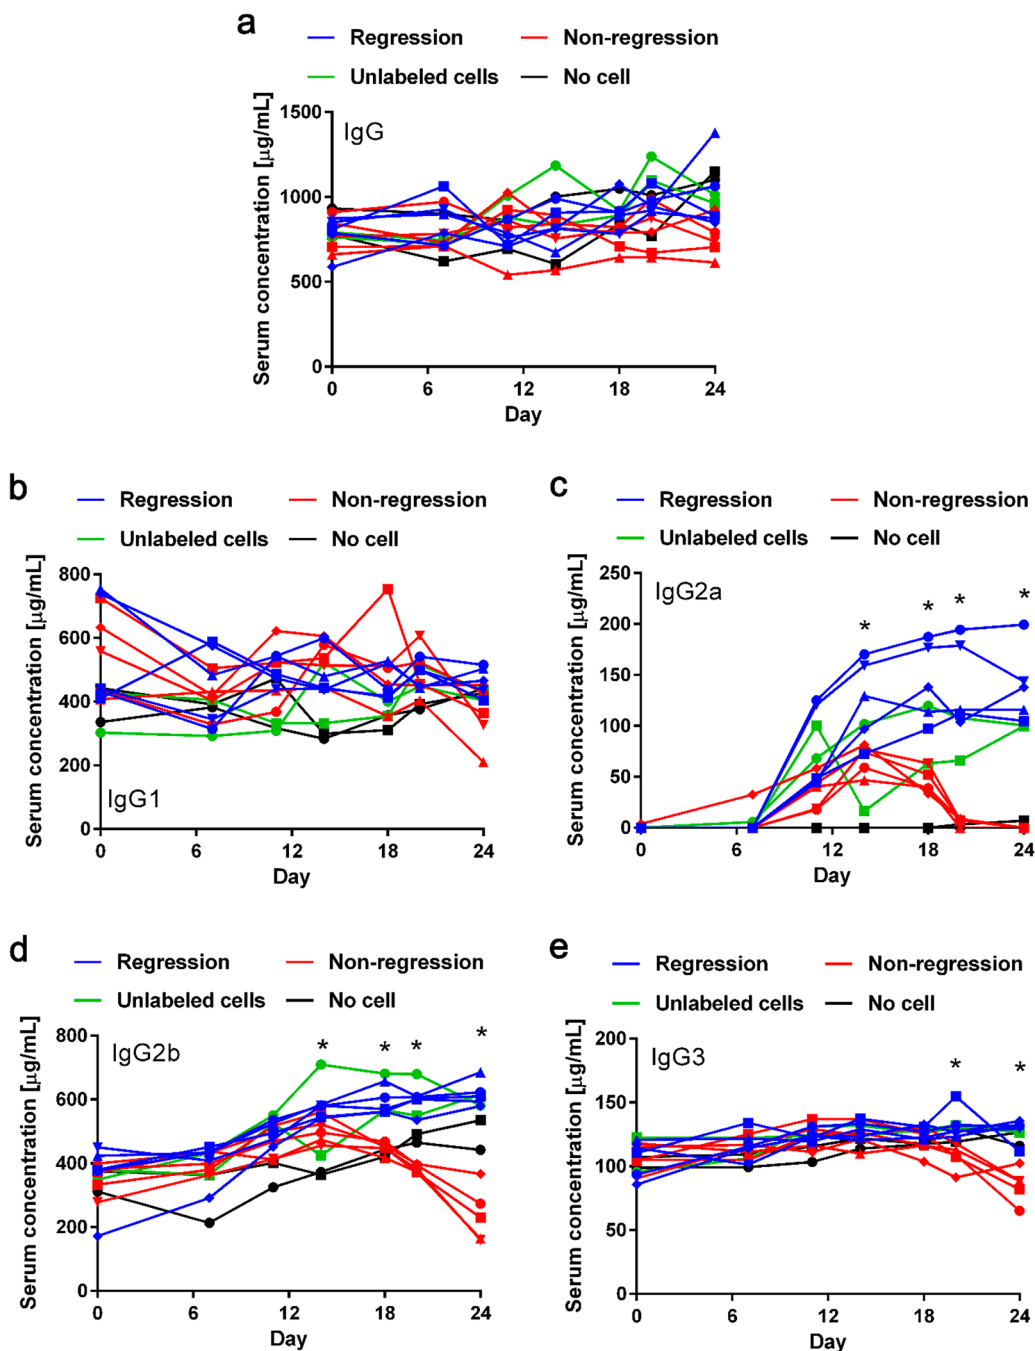 a
Regression Non-regression
Unlabeled cells No cell
IgG
Serum concentration [µg/mL]
1500
1000
500
0
0 6 12 18 24
Day
b
Regression Non-regression
Unlabeled cells No cell
Serum concentration [µg/mL]
800
600
400
200
0
IgG1
0 6 12 18 24
Day
c
Regression Non-regression
Unlabeled cells No cell
Serum concentration [µg/mL]
250
200
150
100
50
0
IgG2a
* * * *
0 6 12 18 24
Day
d
Regression Non-regression
Unlabeled cells No cell
Serum concentration [µg/mL]
800
600
400
200
0
IgG2b
* * * *
0 6 12 18 24
Day
e
Regression Non-regression
Unlabeled cells No cell
Serum concentration [µg/mL]
200
150
100
50
0
IgG3
* *
0 6 12 18 24
Day